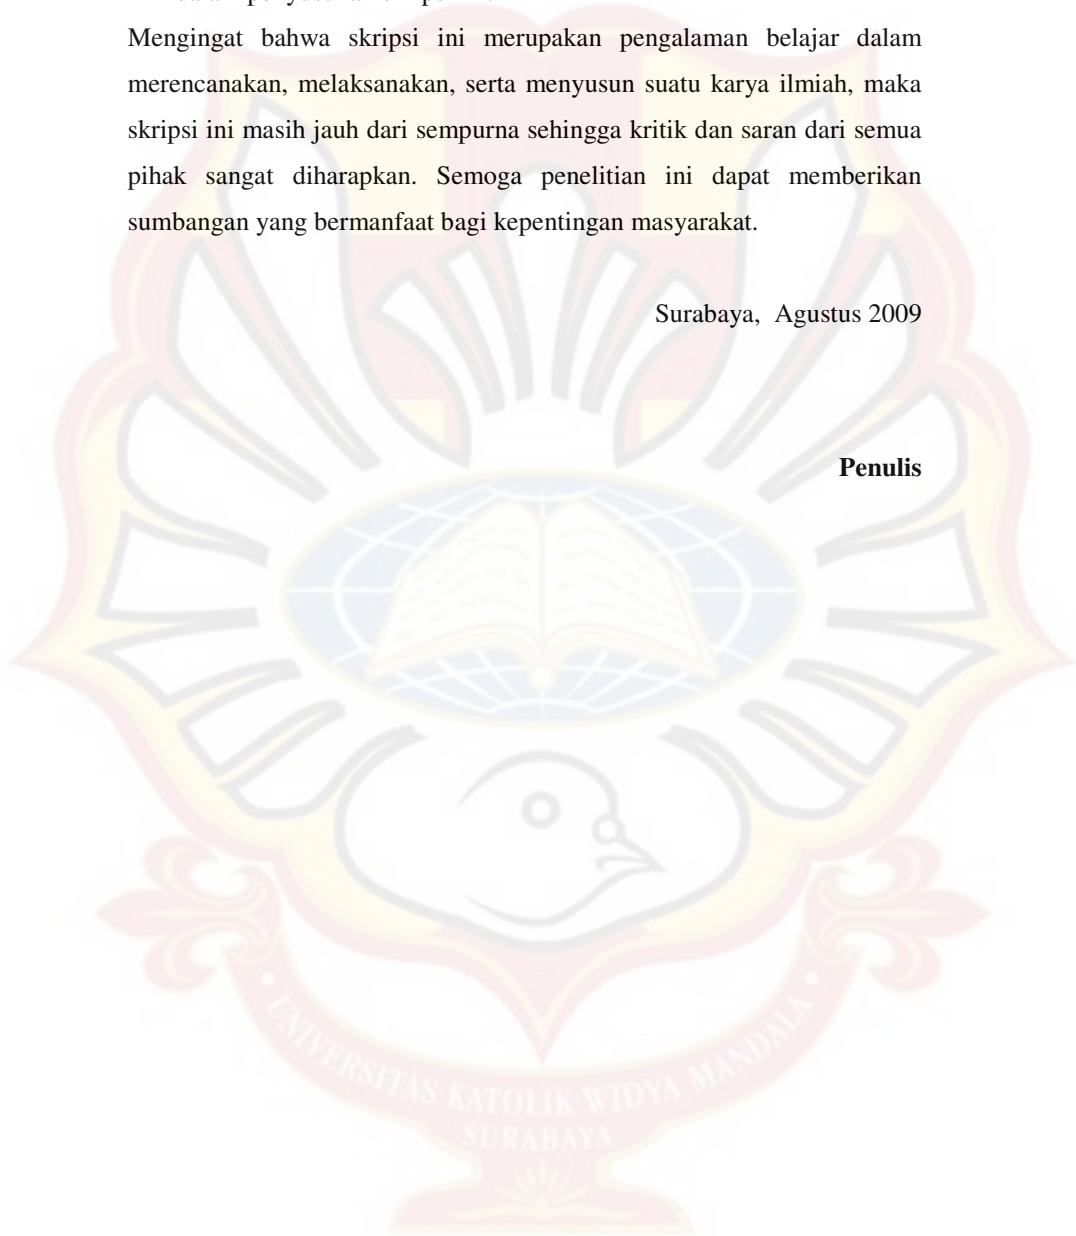 Mengingat bahwa skripsi ini merupakan pengalaman belajar dalam
merencanakan, melaksanakan, serta menyusun suatu karya ilmiah, maka
skripsi ini masih jauh dari sempurna sehingga kritik dan saran dari semua
pihak sangat diharapkan. Semoga penelitian ini dapat memberikan
sumbangan yang bermanfaat bagi kepentingan masyarakat.
Surabaya, Agustus 2009
Penulis
• UNIVERSITAS KATOLIK WIDYA MANDALA •
SURABAYA